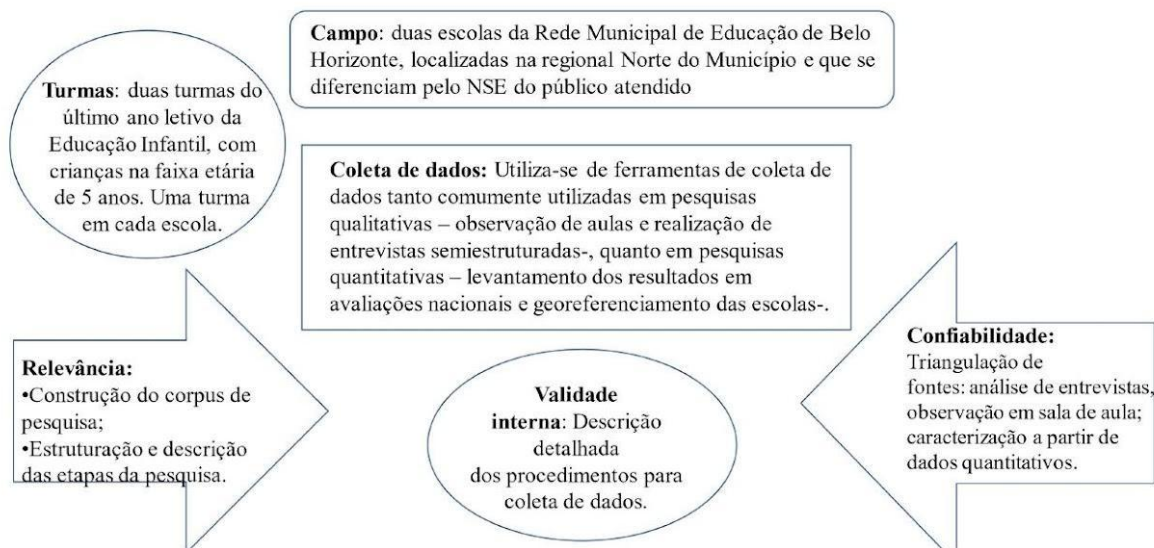 Campo: duas escolas da Rede Municipal de Educação de Belo
Horizonte, localizadas na regional Norte do Município e que se
diferenciam pelo NSE do público atendido
Turmas: duas turmas do
último ano letivo da
Educação Infantil, com
crianças na faixa etária
de 5 anos. Uma turma
em cada escola.
Coleta de dados: Utiliza-se de ferramentas de coleta de
dados tanto comumente utilizadas em pesquisas
qualitativas – observação de aulas e realização de
entrevistas semiestruturadas-, quanto em pesquisas
quantitativas – levantamento dos resultados em
avaliações nacionais e georeferenciamento das escolas-.
Relevância:
•Construção do corpus de
pesquisa;
•Estruturação e descrição
das etapas da pesquisa.
Validade
interna: Descrição
detalhada
dos procedimentos para
coleta de dados.
Confiabilidade:
Triangulação de
fontes: análise de entrevistas,
observação em sala de aula;
caracterização a partir de
dados quantitativos.